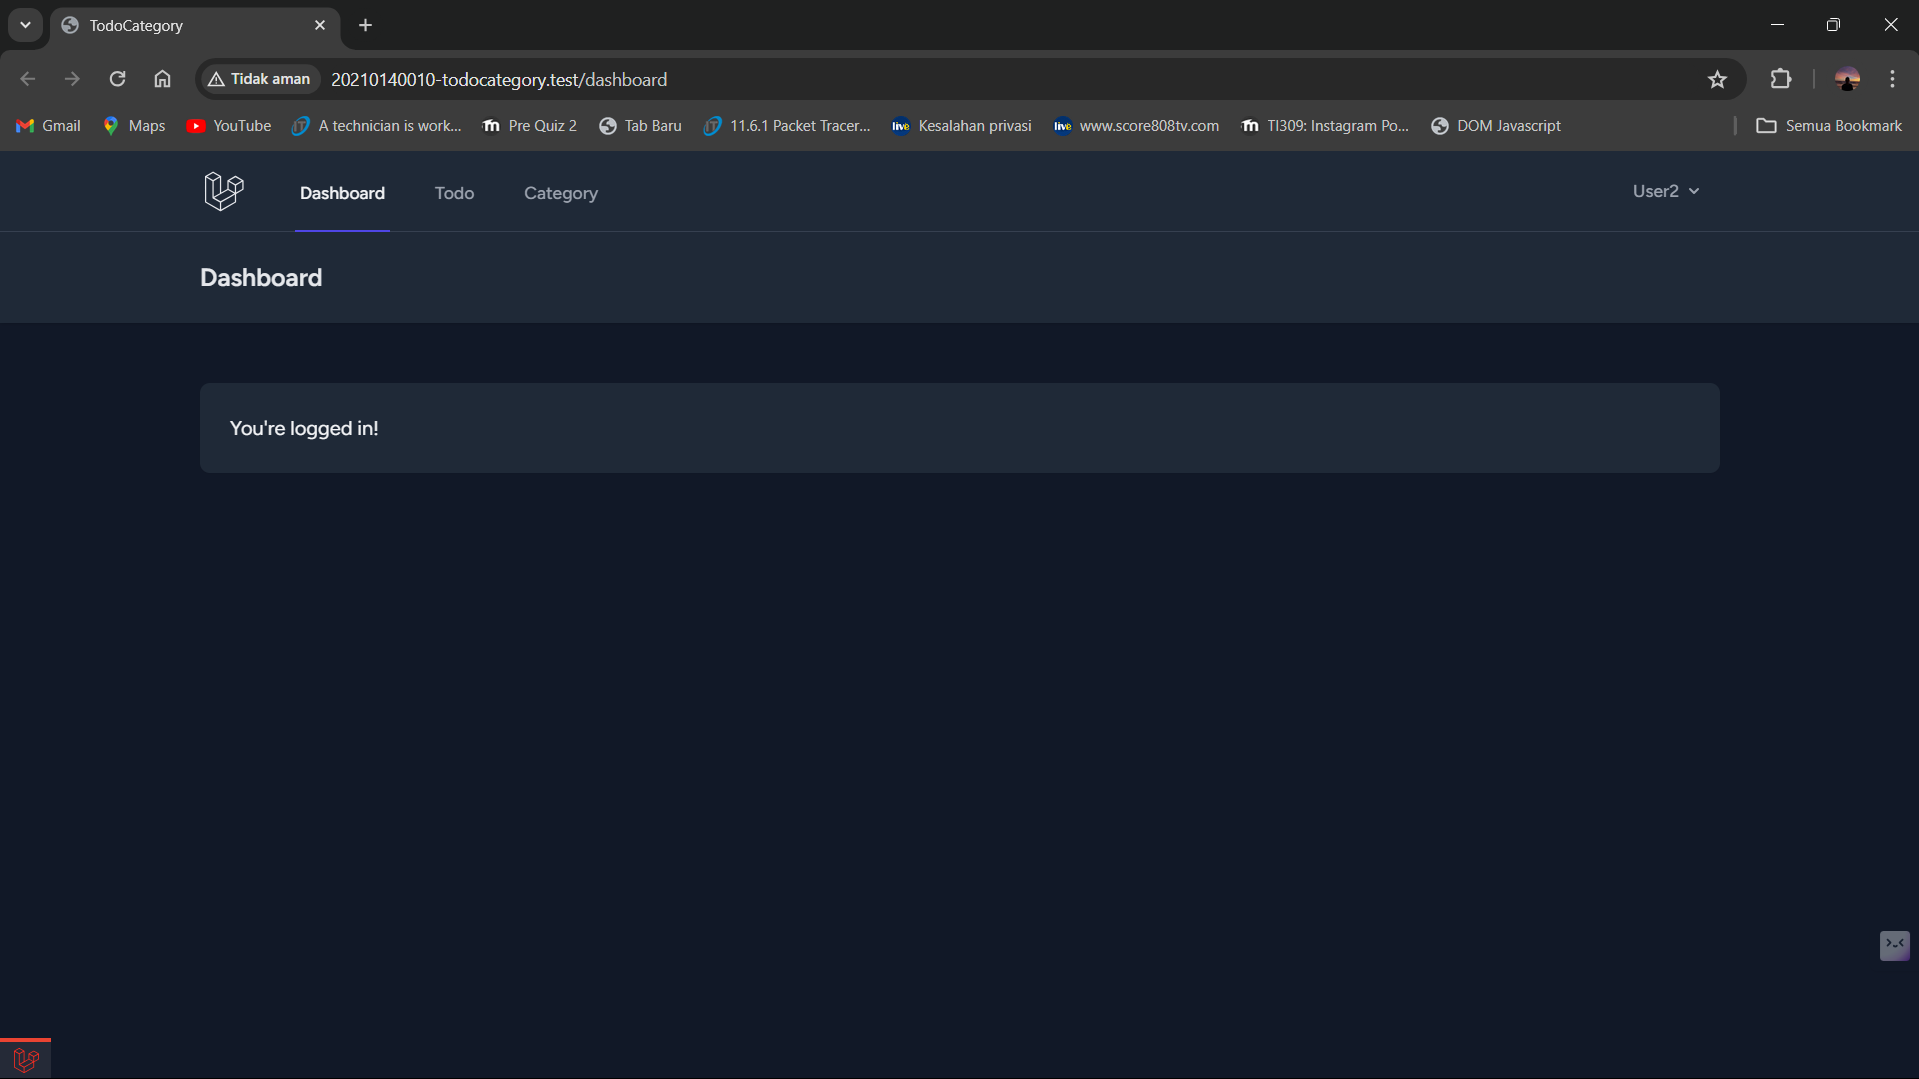 TodoCategory
Tidak aman 20210140010-todocategory.test/dashboard
Gmail Maps YouTube A technician is work... Pre Quiz 2 Tab Baru 11.6.1 Packet Tracer... Kesalahan privasi www.score808tv.com TI309: Instagram Po... DOM Javascript Semua Bookmark
Dashboard Todo Category User2
Dashboard
You're logged in!